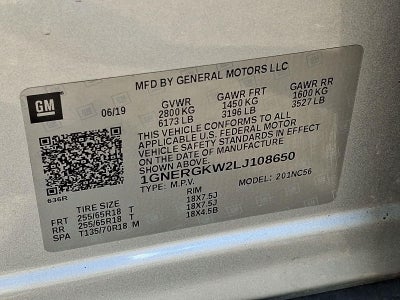 MFD BY GENERAL MOTORS LLC
GM
06/19
GVWR GAWR FRT GAWR RR
2800 KG 1450 KG 1600 KG
6173 LB 3196 LB 3527 LB
THIS VEHICLE CONFORMS TO ALL
APPLICABLE U.S. FEDERAL MOTOR
VEHICLE SAFETY STANDARDS IN EFFECT
ON THE DATE OF MANUFACTURE
SHOWN ABOVE.
1GNERGKW2LJ108650
TYPE: M.P.V. MODEL: 201NC56
636R
TIRE SIZE RIM
FRT 255/65R18 T 18X7.5J
RR 255/65R18 T 18X7.5J
SPA T135/70R18 M 18X4.5B